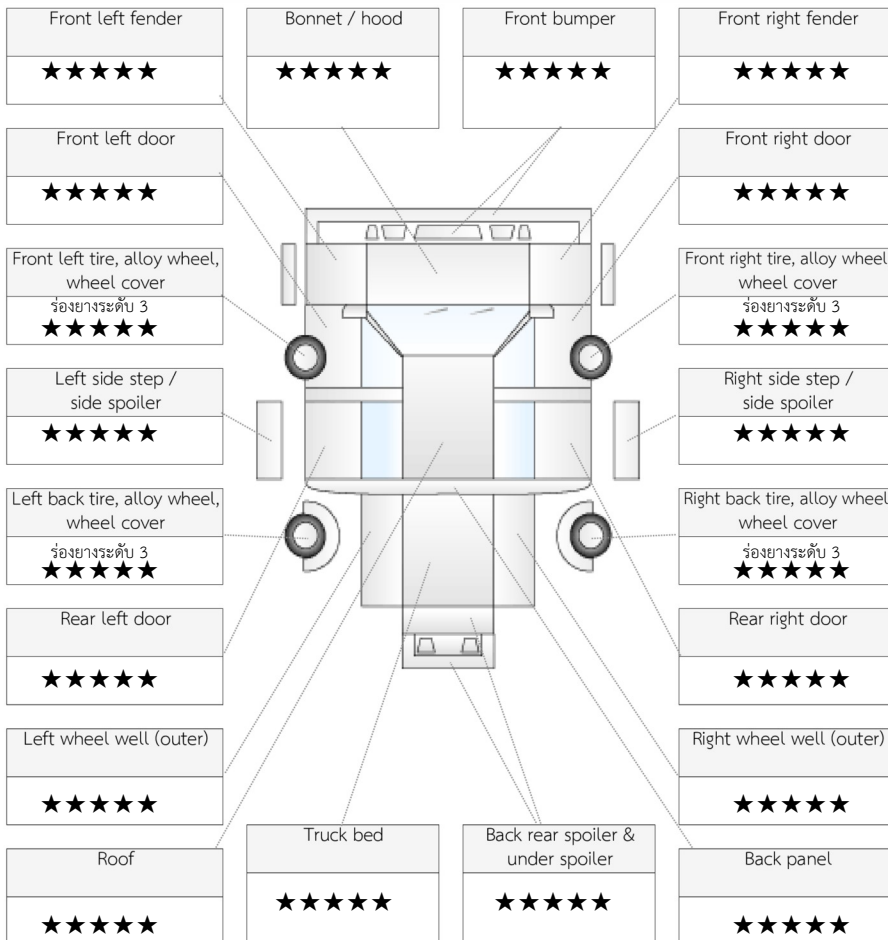 Front left fender
★★★★★
Bonnet / hood
★★★★★
Front bumper
★★★★★
Front right fender
★★★★★
Front left door
★★★★★
Front right door
★★★★★
Front left tire, alloy wheel,
wheel cover
ร่องยางระดับ 3
★★★★★
Front right tire, alloy wheel
wheel cover
ร่องยางระดับ 3
★★★★★
Left side step /
side spoiler
★★★★★
Right side step /
side spoiler
★★★★★
Left back tire, alloy wheel,
wheel cover
ร่องยางระดับ 3
★★★★★
Right back tire, alloy wheel
wheel cover
ร่องยางระดับ 3
★★★★★
Rear left door
★★★★★
Rear right door
★★★★★
Left wheel well (outer)
★★★★★
Right wheel well (outer)
★★★★★
Roof
★★★★★
Truck bed
★★★★★
Back rear spoiler &
under spoiler
★★★★★
Back panel
★★★★★